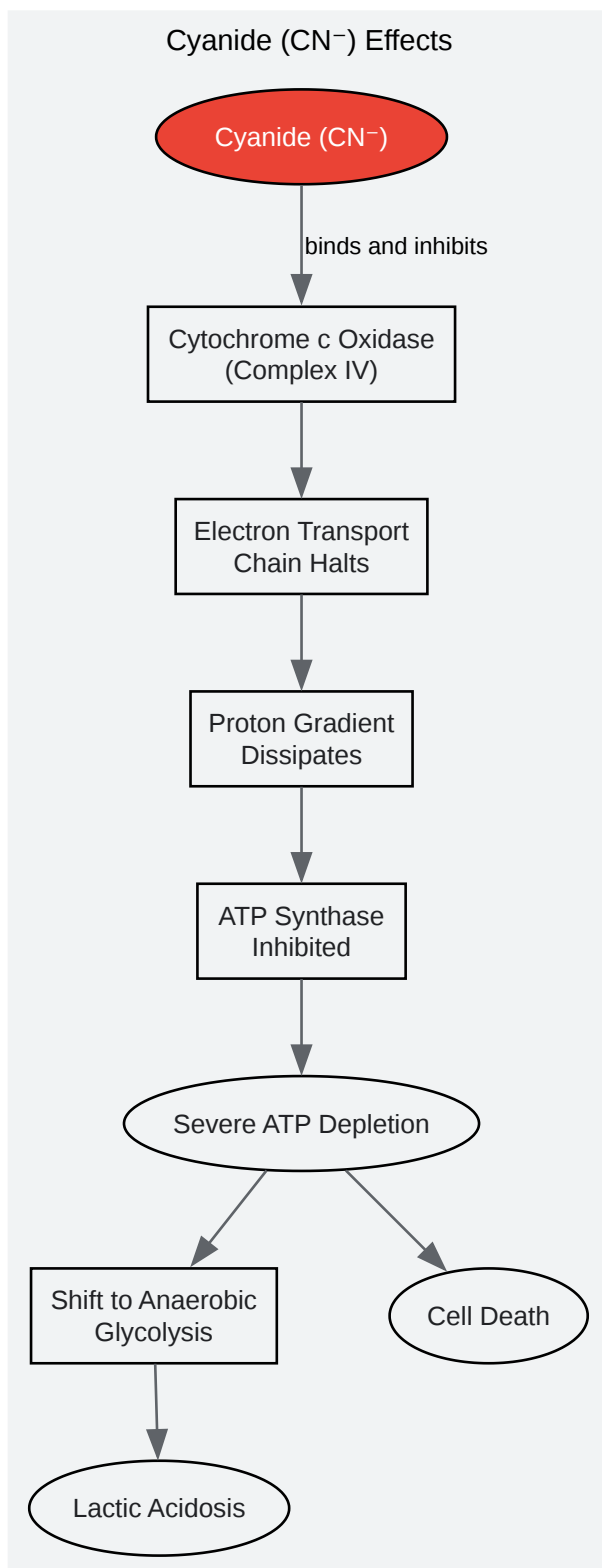 Cyanide (CN⁻) Effects
Cyanide (CN⁻)
binds and inhibits
Cytochrome c Oxidase
(Complex IV)
Electron Transport
Chain Halts
Proton Gradient
Dissipates
ATP Synthase
Inhibited
Severe ATP Depletion
Shift to Anaerobic
Glycolysis
Cell Death
Lactic Acidosis